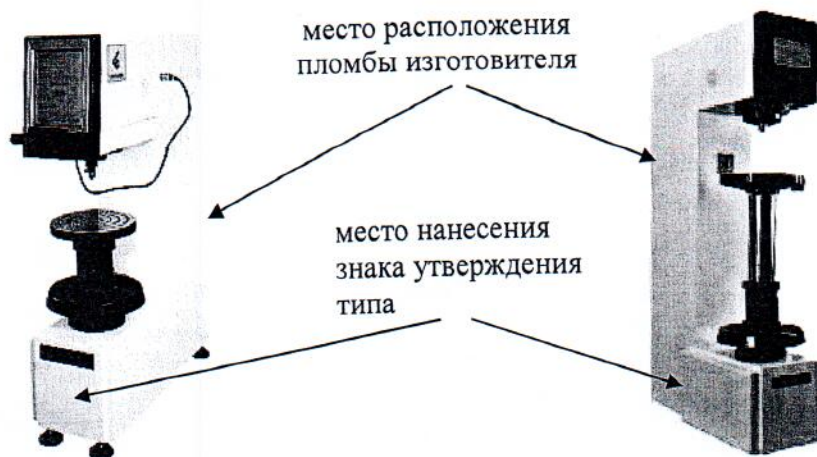 место расположения
пломбы изготовителя
место нанесения
знака утверждения
типа